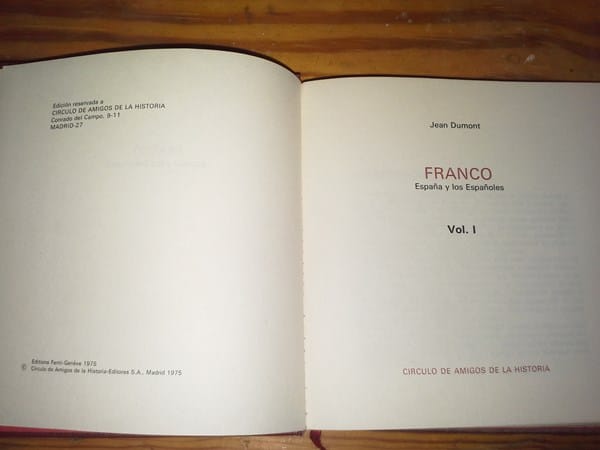 Edición reservada a
CIRCULO DE AMIGOS DE LA HISTORIA
Conrado del Campo, 9-11
MADRID-27
Editions Ferni-Genève 1975
© Círculo de Amigos de la Historia-Editores S.A., Madrid 1975
Jean Dumont
FRANCO
España y los Españoles
Vol. I
CIRCULO DE AMIGOS DE LA HISTORIA